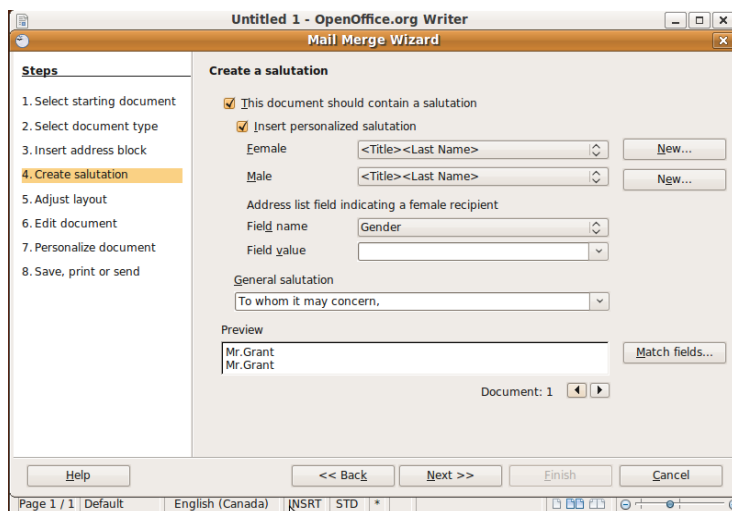 Untitled 1 - OpenOffice.org Writer
Mail Merge Wizard
Steps
1. Select starting document
2. Select document type
3. Insert address block
4. Create salutation
5. Adjust layout
6. Edit document
7. Personalize document
8. Save, print or send
Create a salutation
This document should contain a salutation
Insert personalized salutation
Female <Title><Last Name> New...
Male <Title><Last Name> New...
Address list field indicating a female recipient
Field name Gender
Field value
General salutation
To whom it may concern,
Preview
Mr.Grant
Mr.Grant
Match fields...
Document: 1
Help << Back Next >> Finish Cancel
Page 1 / 1 Default English (Canada) INSRT STD *